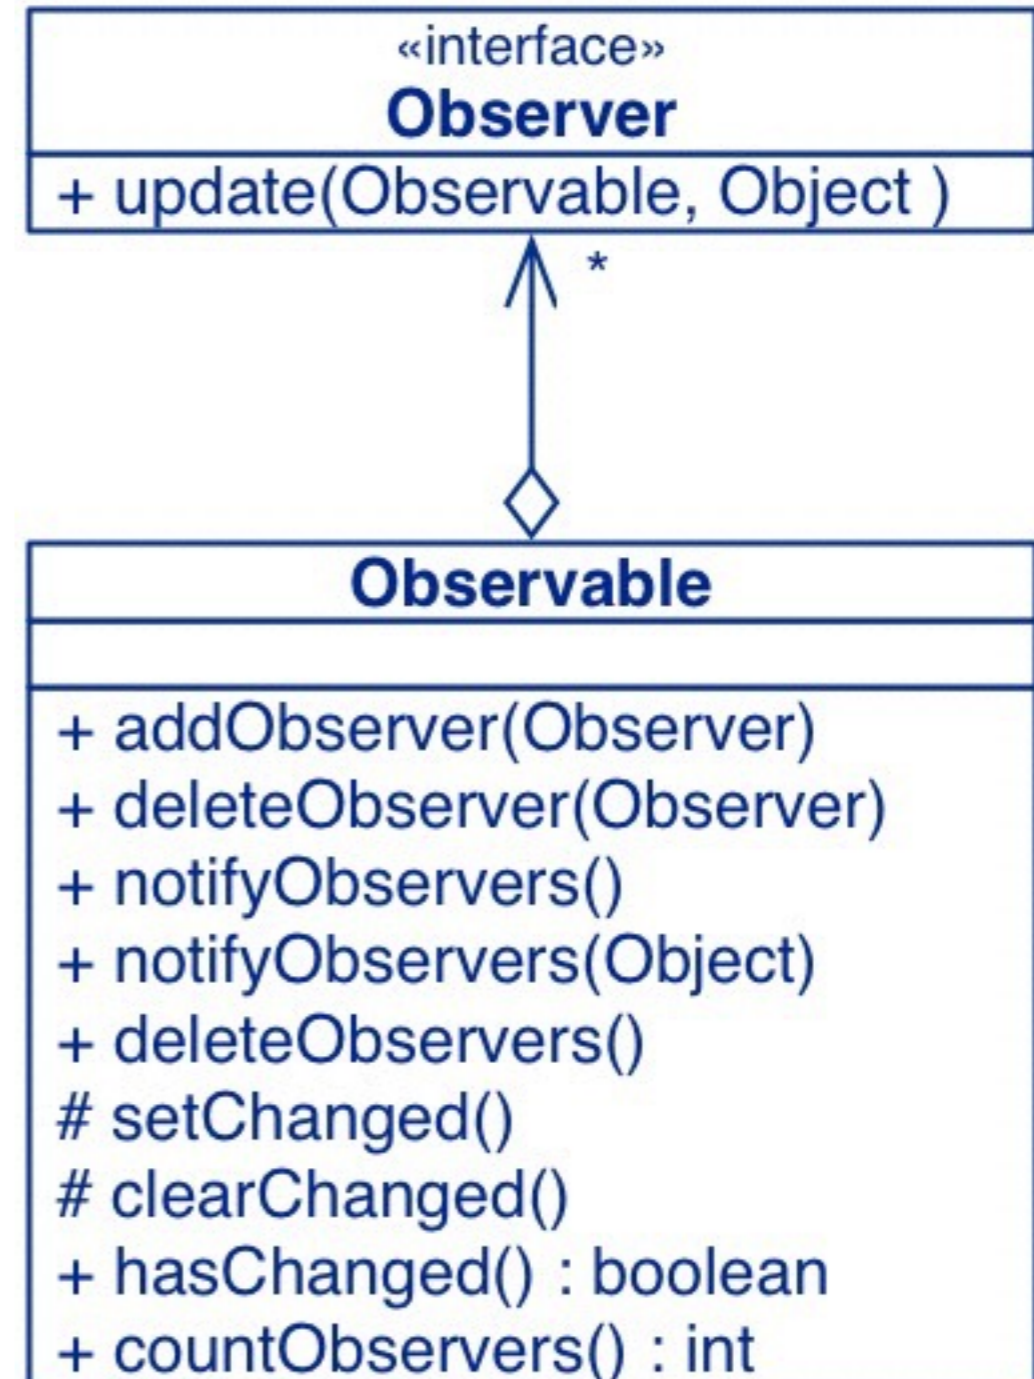 «interface»
Observer
+ update(Observable, Object )
*
Observable
+ addObserver(Observer)
+ deleteObserver(Observer)
+ notifyObservers()
+ notifyObservers(Object)
+ deleteObservers()
# setChanged()
# clearChanged()
+ hasChanged() : boolean
+ countObservers() : int